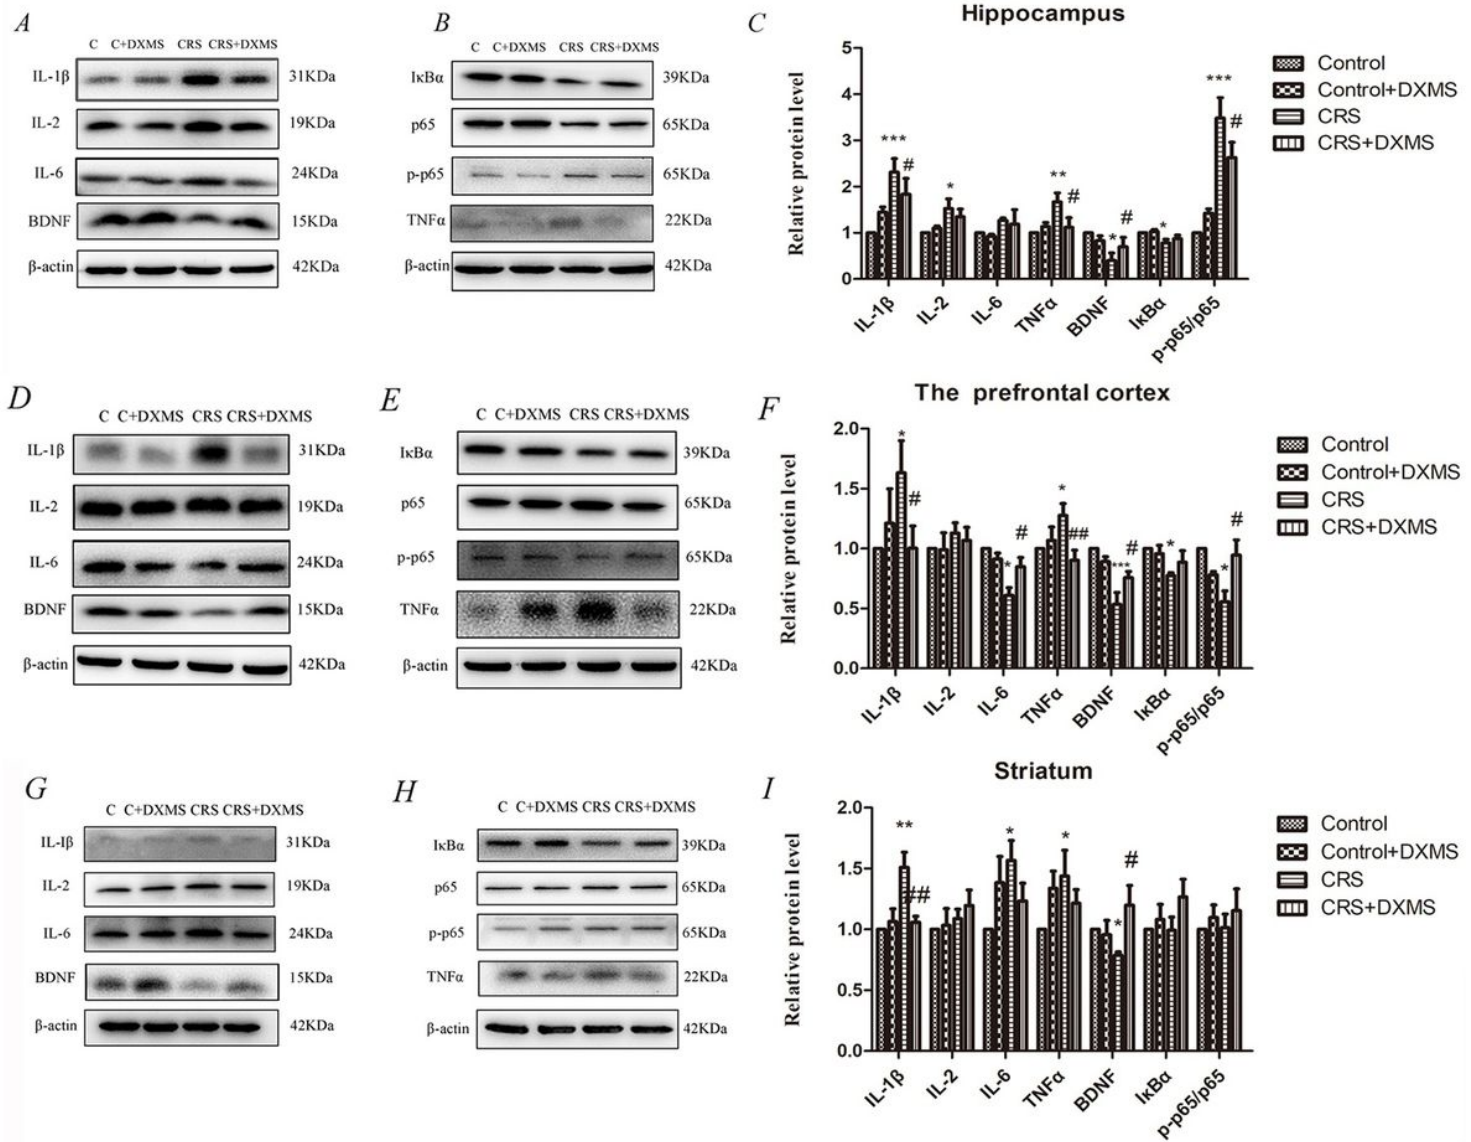 A
C C+DXMS CRS CRS+DXMS
IL-1β 31KDa
IL-2 19KDa
IL-6 24KDa
BDNF 15KDa
β-actin 42KDa
B
C C+DXMS CRS CRS+DXMS
IκBα 39KDa
p65 65KDa
p-p65 65KDa
TNFα 22KDa
β-actin 42KDa
C
Hippocampus
Relative protein level
5
4
3
2
1
0
*** # * ** # * # * *** #
IL-1β IL-2 IL-6 TNFα BDNF IκBα p-p65/p65
Control
Control+DXMS
CRS
CRS+DXMS
D
C C+DXMS CRS CRS+DXMS
IL-1β 31KDa
IL-2 19KDa
IL-6 24KDa
BDNF 15KDa
β-actin 42KDa
E
C C+DXMS CRS CRS+DXMS
IκBα 39KDa
p65 65KDa
p-p65 65KDa
TNFα 22KDa
β-actin 42KDa
F
The prefrontal cortex
Relative protein level
2.0
1.5
1.0
0.5
0.0
* # * # * ## *** # * * #
IL-1β IL-2 IL-6 TNFα BDNF IκBα p-p65/p65
Control
Control+DXMS
CRS
CRS+DXMS
G
C C+DXMS CRS CRS+DXMS
IL-Iβ 31KDa
IL-2 19KDa
IL-6 24KDa
BDNF 15KDa
β-actin 42KDa
H
C C+DXMS CRS CRS+DXMS
IκBα 39KDa
p65 65KDa
p-p65 65KDa
TNFα 22KDa
β-actin 42KDa
I
Striatum
Relative protein level
2.0
1.5
1.0
0.5
0.0
** ## * * * #
IL-1β IL-2 IL-6 TNFα BDNF IκBα p-p65/p65
Control
Control+DXMS
CRS
CRS+DXMS